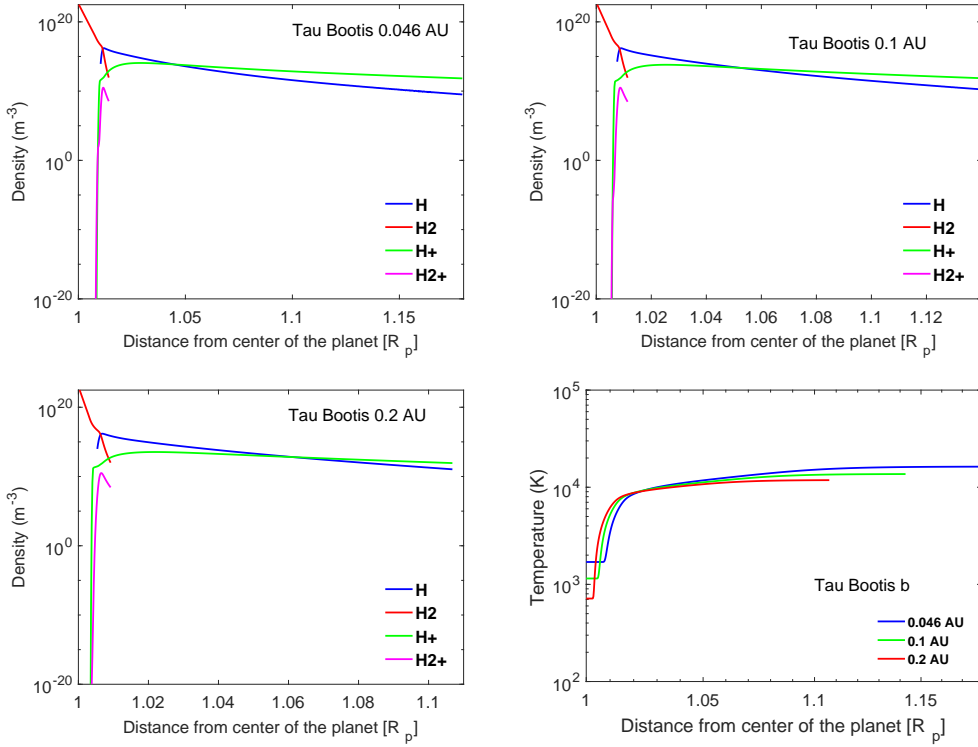 Tau Bootis 0.046 AU
10^20
10^0
10^-20
Density (m^-3)
H
H2
H+
H2+
1
1.05
1.1
1.15
Distance from center of the planet [R_p]
Tau Bootis 0.1 AU
10^20
10^0
10^-20
Density (m^-3)
H
H2
H+
H2+
1
1.02
1.04
1.06
1.08
1.1
1.12
Distance from center of the planet [R_p]
Tau Bootis 0.2 AU
10^20
10^0
10^-20
Density (m^-3)
H
H2
H+
H2+
1
1.02
1.04
1.06
1.08
1.1
Distance from center of the planet [R_p]
10^5
10^4
10^3
10^2
Temperature (K)
Tau Bootis b
0.046 AU
0.1 AU
0.2 AU
1
1.05
1.10
1.15
Distance from center of the planet [R_p]